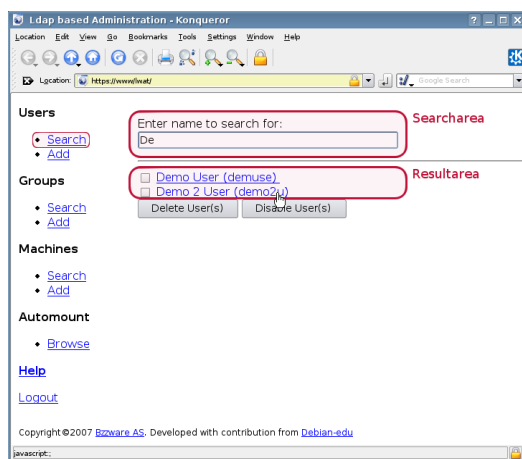 Ldap based Administration - Konqueror
Location Edit View Go Bookmarks Tools Settings Window Help
Location: https://www/lwat/ Google Search
Users
Search
Add
Groups
Search
Add
Machines
Search
Add
Automount
Browse
Help
Logout
Enter name to search for:
De
Searcharea
Demo User (demuse)
Demo 2 User (demo2u)
Resultarea
Delete User(s) Disable User(s)
Copyright©2007 Bzzware AS. Developed with contribution from Debian-edu
javascript:;